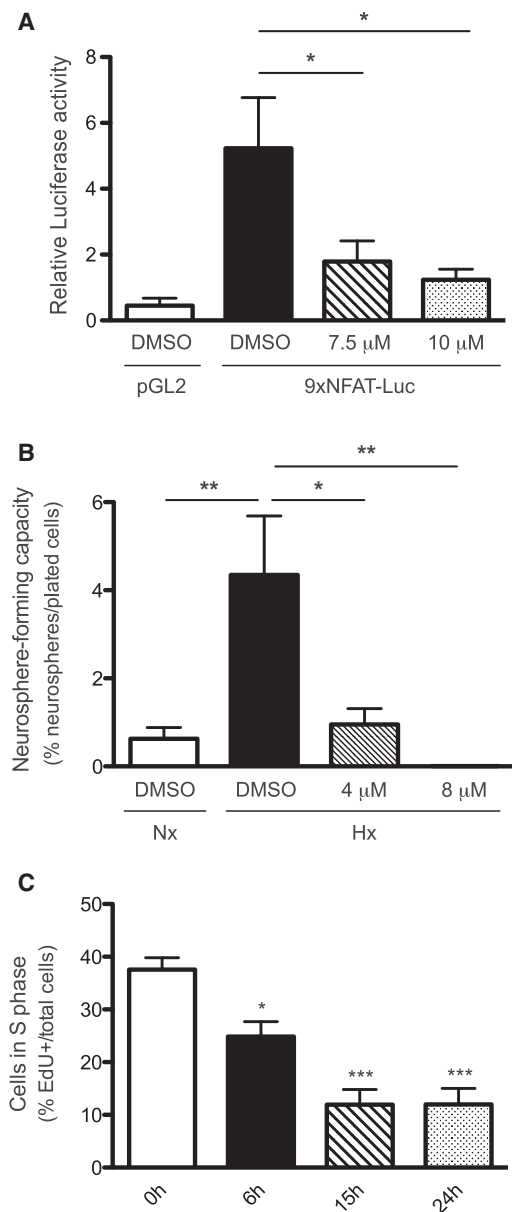 A
Relative Luciferase activity
8
6
4
2
0
*
*
DMSO DMSO 7.5 μM 10 μM
pGL2 9xNFAT-Luc
B
Neurosphere-forming capacity
(% neurospheres/plated cells)
6
4
2
0
**
** *
DMSO DMSO 4 μM 8 μM
Nx Hx
C
Cells in S phase
(% EdU+/total cells)
50
40
30
20
10
0
*
*** ***
0h 6h 15h 24h